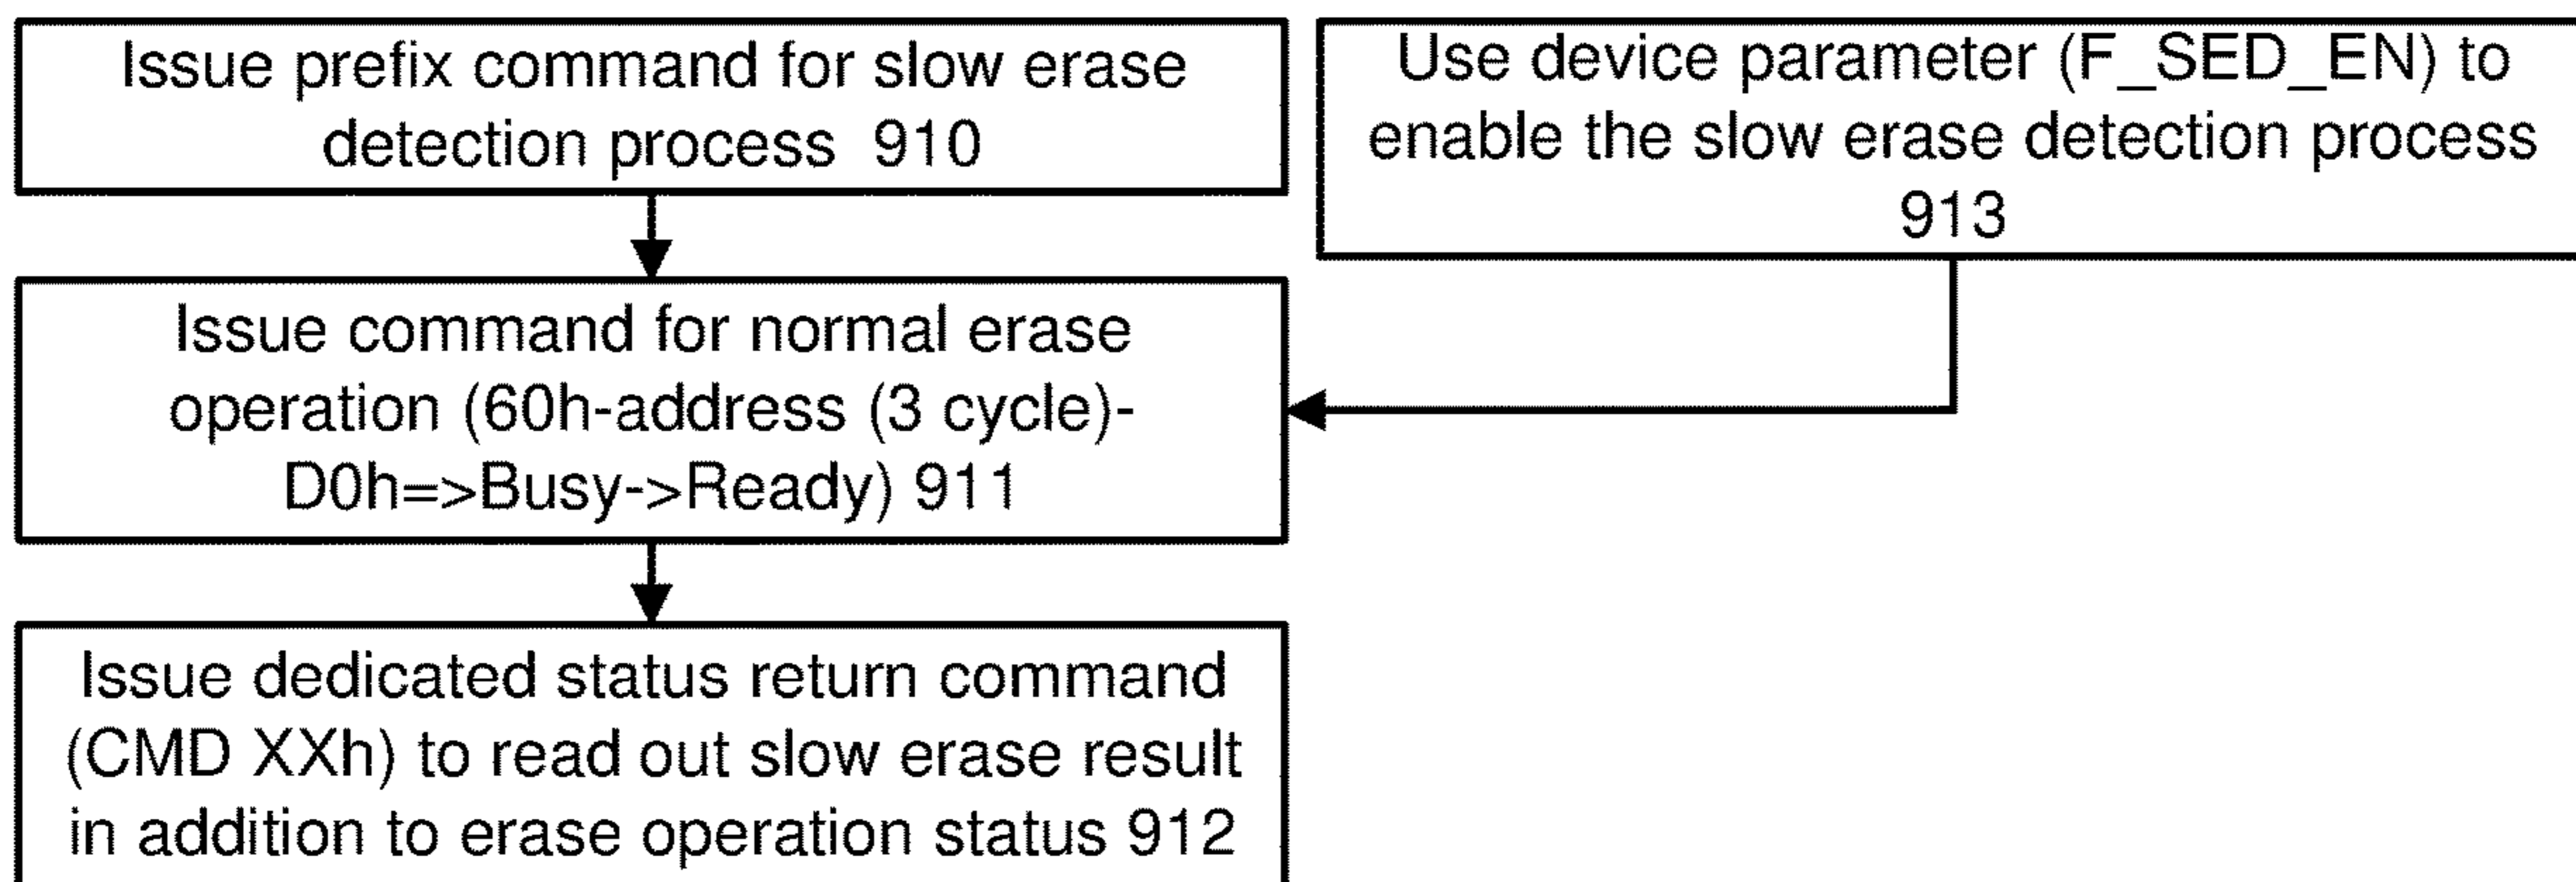 Issue prefix command for slow erase
detection process 910
Use device parameter (F_SED_EN) to
enable the slow erase detection process
913
Issue command for normal erase
operation (60h-address (3 cycle)-
D0h=>Busy->Ready) 911
Issue dedicated status return command
(CMD XXh) to read out slow erase result
in addition to erase operation status 912